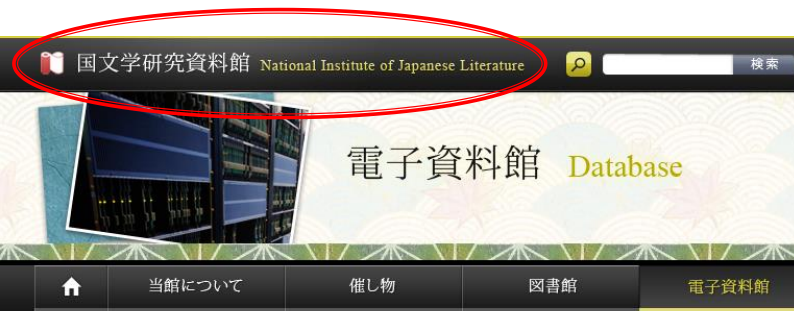 国文学研究資料館 National Institute of Japanese Literature 検索
電子資料館 Database
当館について 催し物 図書館 電子資料館